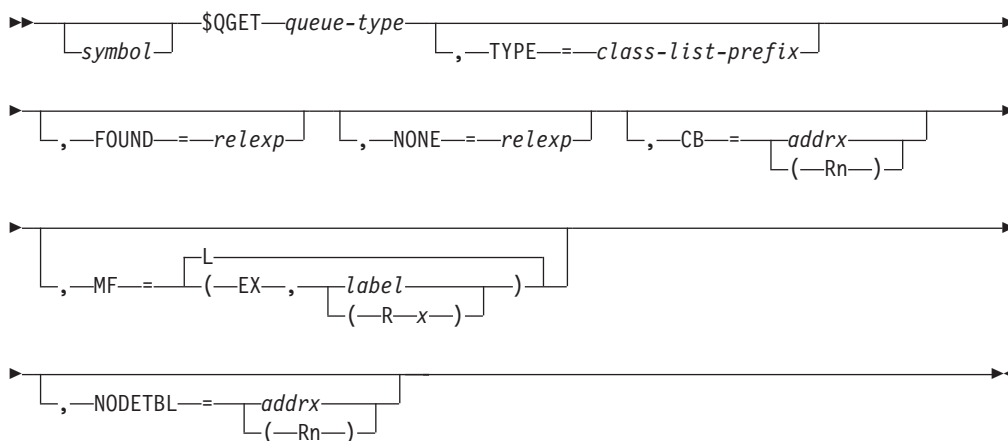 $QGET queue-type
symbol , TYPE = class-list-prefix
, FOUND = relexp , NONE = relexp , CB = addrx
( Rn )
L
, MF = ( EX , label )
( R x )
, NODETBL = addrx
( Rn )